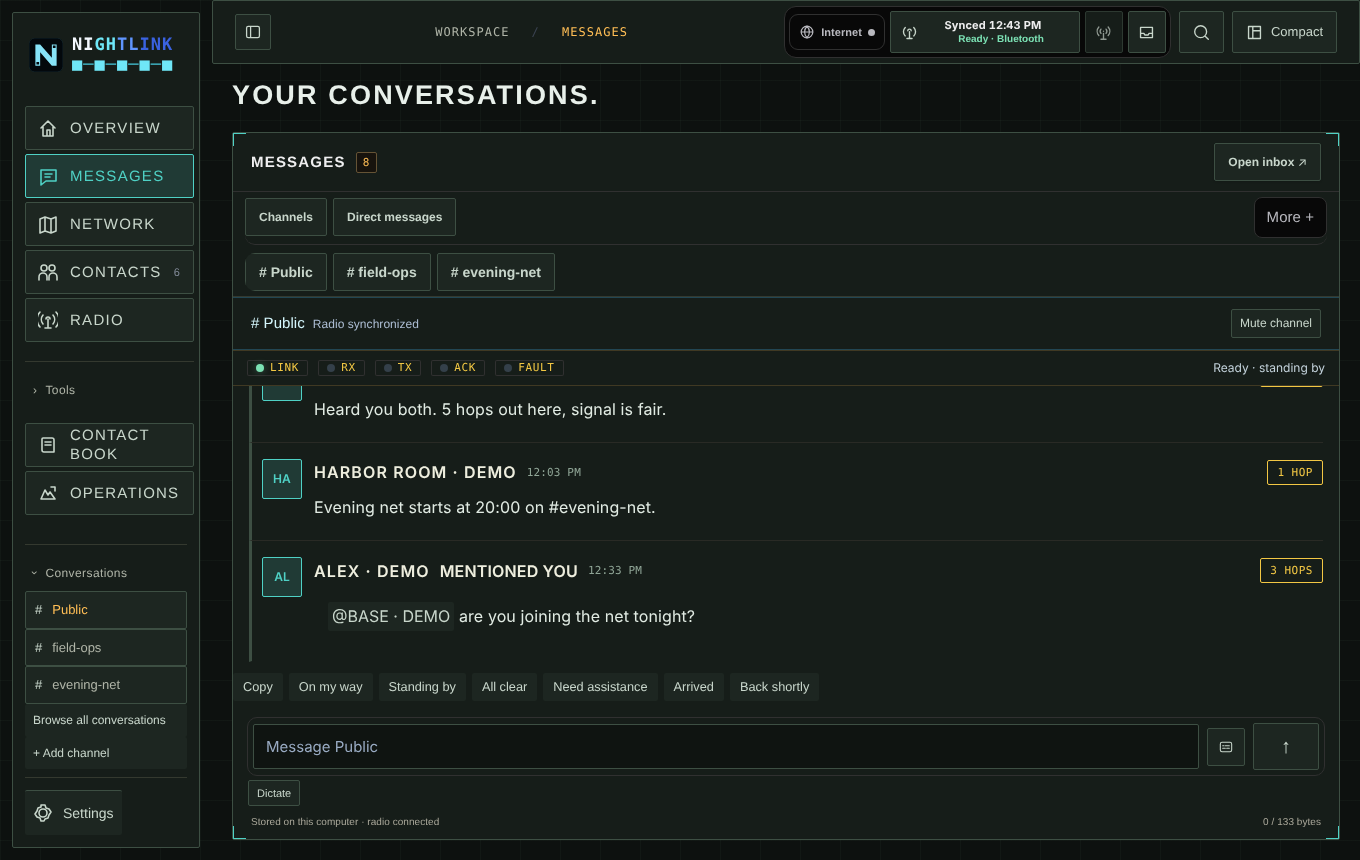 NIGHTLINK
WORKSPACE / MESSAGES
Internet
Synced 12:43 PM
Ready · Bluetooth
Compact
OVERVIEW
MESSAGES
NETWORK
CONTACTS 6
RADIO
› Tools
CONTACT
BOOK
OPERATIONS
Conversations
# Public
# field-ops
# evening-net
Browse all conversations
+ Add channel
Settings
YOUR CONVERSATIONS.
MESSAGES 8
Open inbox ↗
Channels
Direct messages
More +
# Public
# field-ops
# evening-net
# Public Radio synchronized
Mute channel
LINK
RX
TX
ACK
FAULT
Ready · standing by
Heard you both. 5 hops out here, signal is fair.
HA
HARBOR ROOM · DEMO 12:03 PM
1 HOP
Evening net starts at 20:00 on #evening-net.
AL
ALEX · DEMO MENTIONED YOU 12:33 PM
3 HOPS
@BASE · DEMO are you joining the net tonight?
Copy
On my way
Standing by
All clear
Need assistance
Arrived
Back shortly
Message Public
↑
Dictate
Stored on this computer · radio connected
0 / 133 bytes